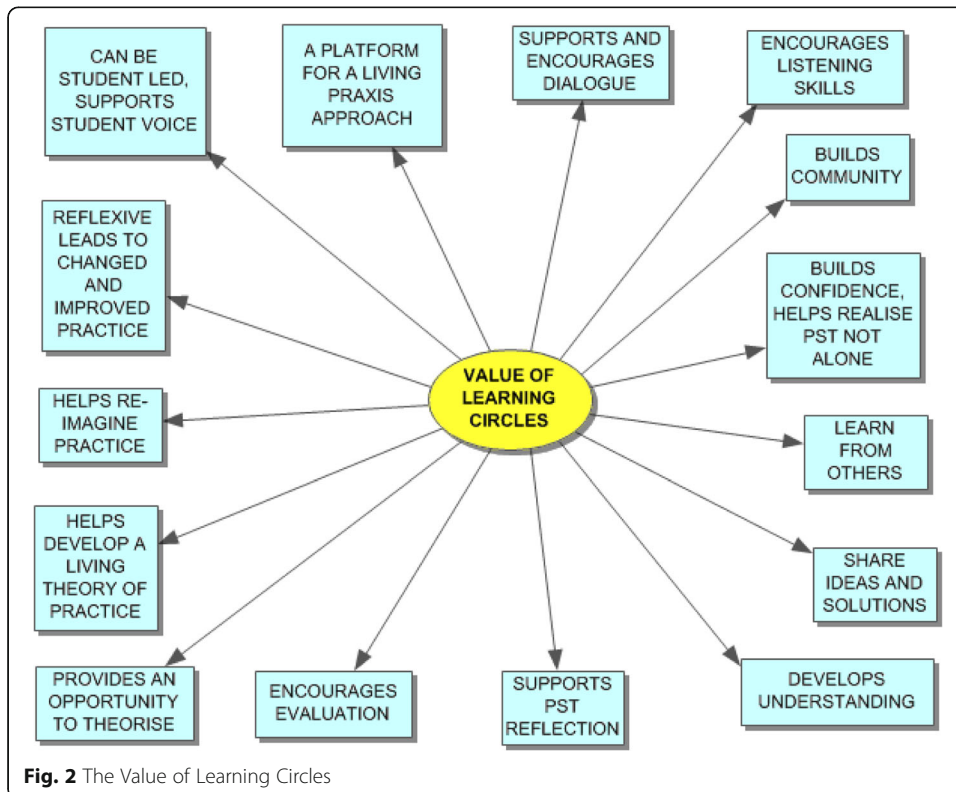 CAN BE
STUDENT LED,
SUPPORTS
STUDENT VOICE
A PLATFORM
FOR A LIVING
PRAXIS
APPROACH
SUPPORTS AND
ENCOURAGES
DIALOGUE
ENCOURAGES
LISTENING
SKILLS
BUILDS
COMMUNITY
REFLEXIVE
LEADS TO
CHANGED
AND
IMPROVED
PRACTICE
BUILDS
CONFIDENCE,
HELPS REALISE
PST NOT
ALONE
VALUE OF
LEARNING
CIRCLES
HELPS RE-
IMAGINE
PRACTICE
LEARN
FROM
OTHERS
HELPS
DEVELOP A
LIVING
THEORY OF
PRACTICE
SHARE
IDEAS AND
SOLUTIONS
PROVIDES AN
OPPORTUNITY
TO THEORISE
ENCOURAGES
EVALUATION
SUPPORTS
PST
REFLECTION
DEVELOPS
UNDERSTANDING
Fig. 2 The Value of Learning Circles